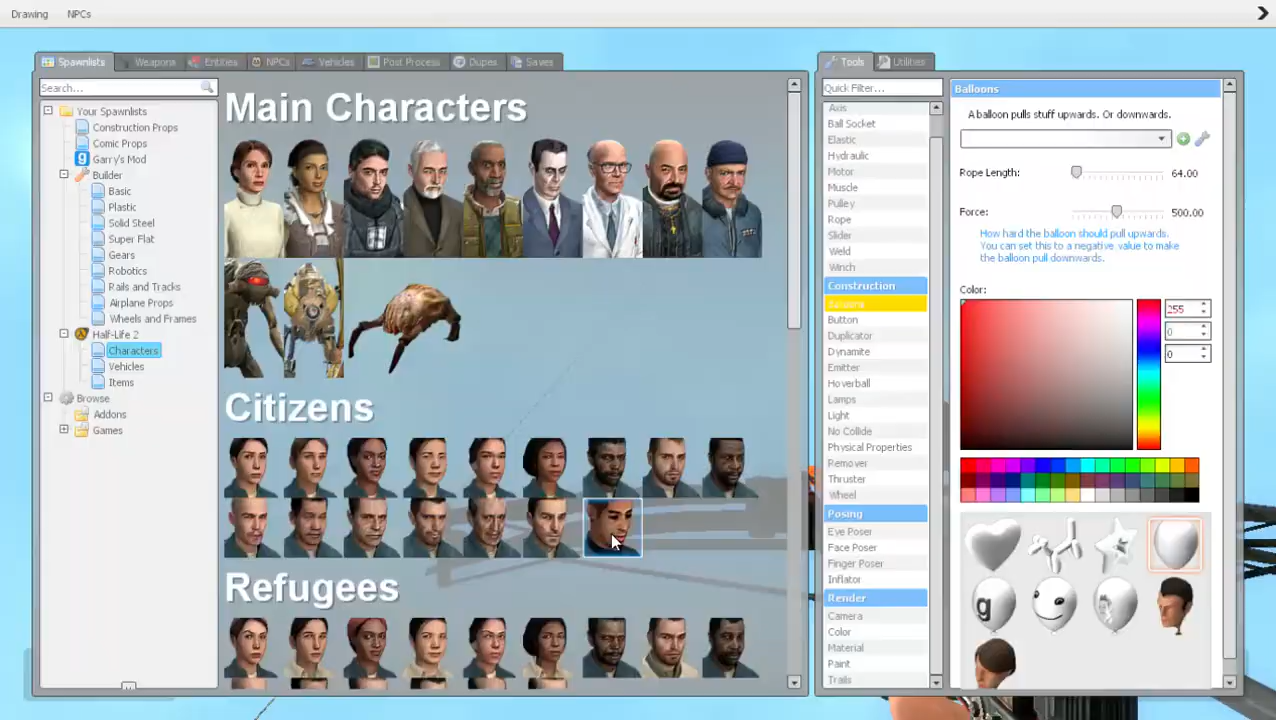 Drawing NPCs
Spawnlists Weapons Entities NPCs Vehicles Post Process Dupes Saves
Search...
Your Spawnlists
Construction Props
Comic Props
Garry's Mod
Builder
Basic
Plastic
Solid Steel
Super Flat
Gears
Robotics
Rails and Tracks
Airplane Props
Wheels and Frames
Half-Life 2
Characters
Vehicles
Items
Browse
Addons
Games
Main Characters
Citizens
Refugees
Tools Utilities
Quick Filter...
Axis
Ball Socket
Elastic
Hydraulic
Motor
Muscle
Pulley
Rope
Slider
Weld
Winch
Construction
Balloons
Button
Duplicator
Dynamite
Emitter
Hoverball
Lamps
Light
No Collide
Physical Properties
Remover
Thruster
Wheel
Posing
Eye Poser
Face Poser
Finger Poser
Inflator
Render
Camera
Color
Material
Paint
Trails
Balloons
A balloon pulls stuff upwards. Or downwards.
Rope Length: 64.00
Force: 500.00
How hard the balloon should pull upwards.
You can set this to a negative value to make
the balloon pull downwards.
Color:
255
0
0
g